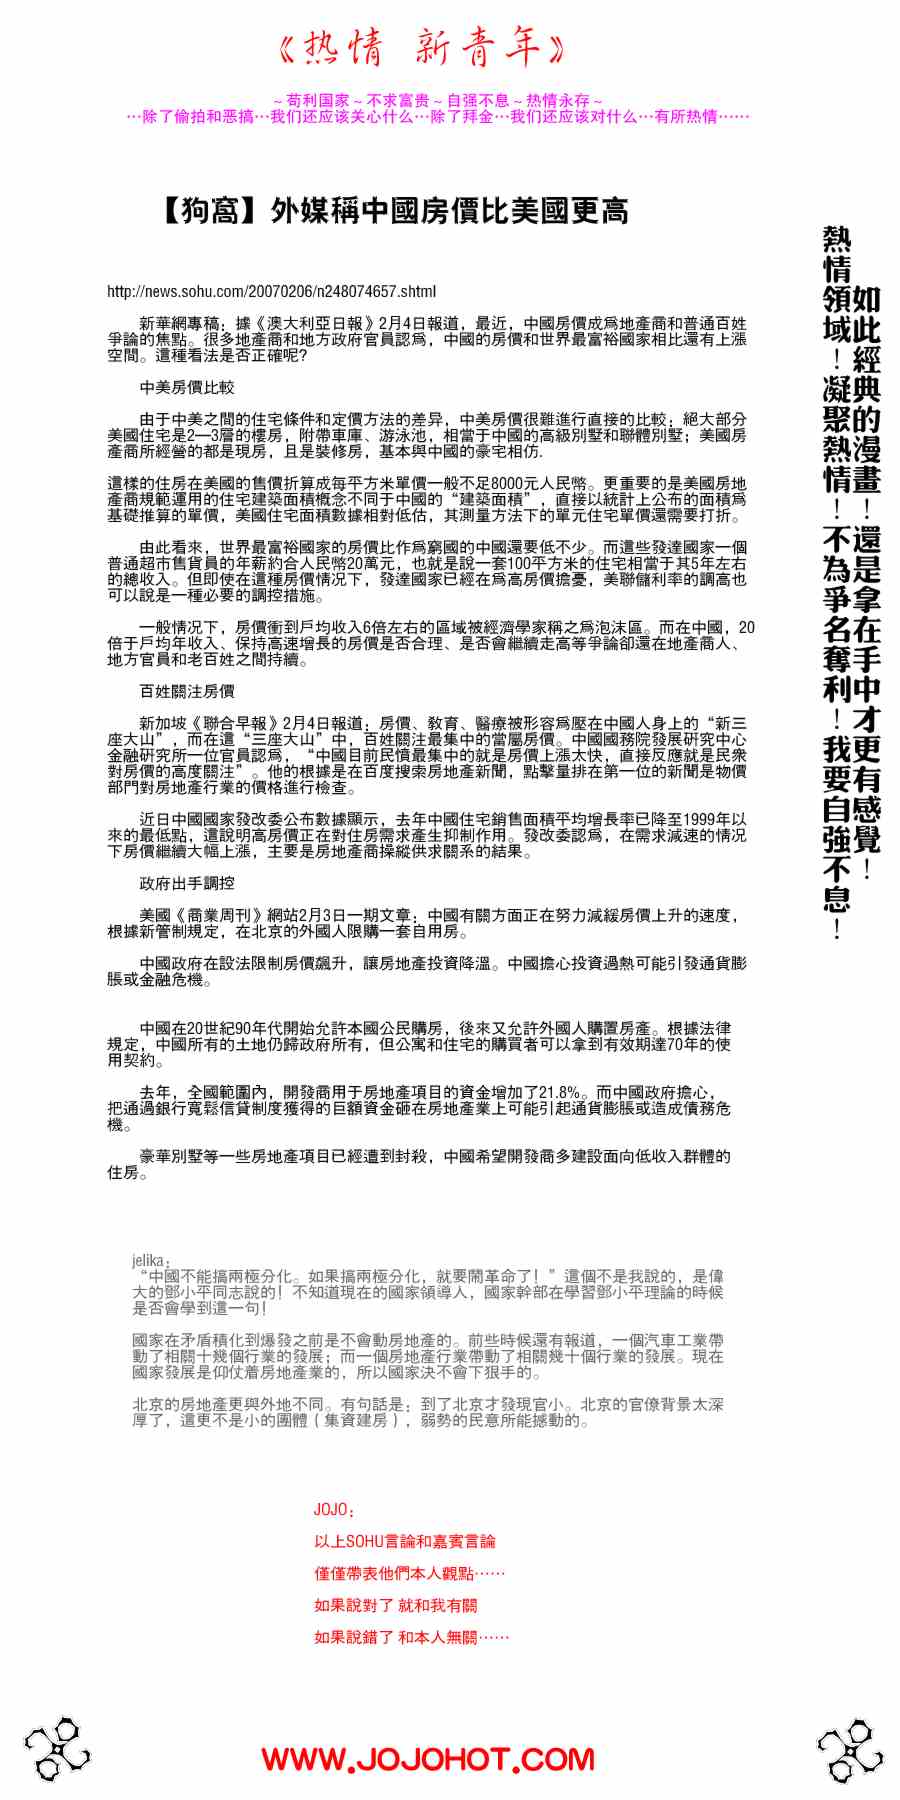 《热情 新青年》
～苟利国家～不求富贵～自强不息～热情永存～
…除了偷拍和恶搞…我们还应该关心什么…除了拜金…我们还应该对什么…有所热情……
【狗窩】外媒稱中國房價比美國更高
http://news.sohu.com/20070206/n248074657.shtml
新華網專稿：據《澳大利亞日報》2月4日報道，最近，中國房價成爲地產商和普通百姓
爭論的焦點。很多地產商和地方政府官員認爲，中國的房價和世界最富裕國家相比還有上漲
空間。這種看法是否正確呢?
中美房價比較
由于中美之間的住宅條件和定價方法的差异，中美房價很難進行直接的比較；絕大部分
美國住宅是2—3層的樓房，附帶車庫、游泳池，相當于中國的高級別墅和聯體別墅；美國房
產商所經營的都是現房，且是裝修房，基本與中國的豪宅相仿.
這樣的住房在美國的售價折算成每平方米單價一般不足8000元人民幣。更重要的是美國房地
產商規範運用的住宅建築面積概念不同于中國的“建築面積”，直接以統計上公布的面積爲
基礎推算的單價，美國住宅面積數據相對低估，其測量方法下的單元住宅單價還需要打折。
由此看來，世界最富裕國家的房價比作爲窮國的中國還要低不少。而這些發達國家一個
普通超市售貨員的年薪約合人民幣20萬元，也就是說一套100平方米的住宅相當于其5年左右
的總收入。但即使在這種房價情况下，發達國家已經在爲高房價擔憂，美聯儲利率的調高也
可以說是一種必要的調控措施。
一般情况下，房價衝到戶均收入6倍左右的區域被經濟學家稱之爲泡沫區。而在中國，20
倍于戶均年收入、保持高速增長的房價是否合理、是否會繼續走高等爭論卻還在地產商人、
地方官員和老百姓之間持續。
百姓關注房價
新加坡《聯合早報》2月4日報道：房價、敎育、醫療被形容爲壓在中國人身上的“新三
座大山”，而在這“三座大山”中，百姓關注最集中的當屬房價。中國國務院發展研究中心
金融研究所一位官員認爲，“中國目前民憤最集中的就是房價上漲太快，直接反應就是民衆
對房價的高度關注”。他的根據是在百度搜索房地產新聞，點擊量排在第一位的新聞是物價
部門對房地產行業的價格進行檢查。
近日中國國家發改委公布數據顯示，去年中國住宅銷售面積平均增長率已降至1999年以
來的最低點，這說明高房價正在對住房需求產生抑制作用。發改委認爲，在需求減速的情况
下房價繼續大幅上漲，主要是房地產商操縱供求關系的結果。
政府出手調控
美國《商業周刊》網站2月3日一期文章：中國有關方面正在努力減緩房價上升的速度，
根據新管制規定，在北京的外國人限購一套自用房。
中國政府在設法限制房價飆升，讓房地產投資降溫。中國擔心投資過熱可能引發通貨膨
脹或金融危機。
中國在20世紀90年代開始允許本國公民購房，後來又允許外國人購置房產。根據法律
規定，中國所有的土地仍歸政府所有，但公寓和住宅的購買者可以拿到有效期達70年的使
用契約。
去年，全國範圍內，開發商用于房地產項目的資金增加了21.8%。而中國政府擔心，
把通過銀行寬鬆信貸制度獲得的巨額資金砸在房地產業上可能引起通貨膨脹或造成債務危
機。
豪華別墅等一些房地產項目已經遭到封殺，中國希望開發商多建設面向低收入群體的
住房。
jelika：
“中國不能搞兩極分化。如果搞兩極分化，就要鬧革命了！”這個不是我說的，是偉
大的鄧小平同志說的！不知道現在的國家領導人，國家幹部在學習鄧小平理論的時候
是否會學到這一句！
國家在矛盾積化到爆發之前是不會動房地產的。前些時候還有報道，一個汽車工業帶
動了相關十幾個行業的發展；而一個房地產行業帶動了相關幾十個行業的發展。現在
國家發展是仰仗着房地產業的，所以國家決不會下狠手的。
北京的房地產更與外地不同。有句話是：到了北京才發現官小。北京的官僚背景太深
厚了，這更不是小的團體（集資建房），弱勢的民意所能撼動的。
JOJO：
以上SOHU言論和嘉賓言論
僅僅帶表他們本人觀點……
如果說對了 就和我有關
如果說錯了 和本人無關……
如此經典的漫畫！還是拿在手中才更有感覺！
熱情領域！凝聚熱情！不為爭名奪利！我要自強不息！
WWW.JOJOHOT.COM